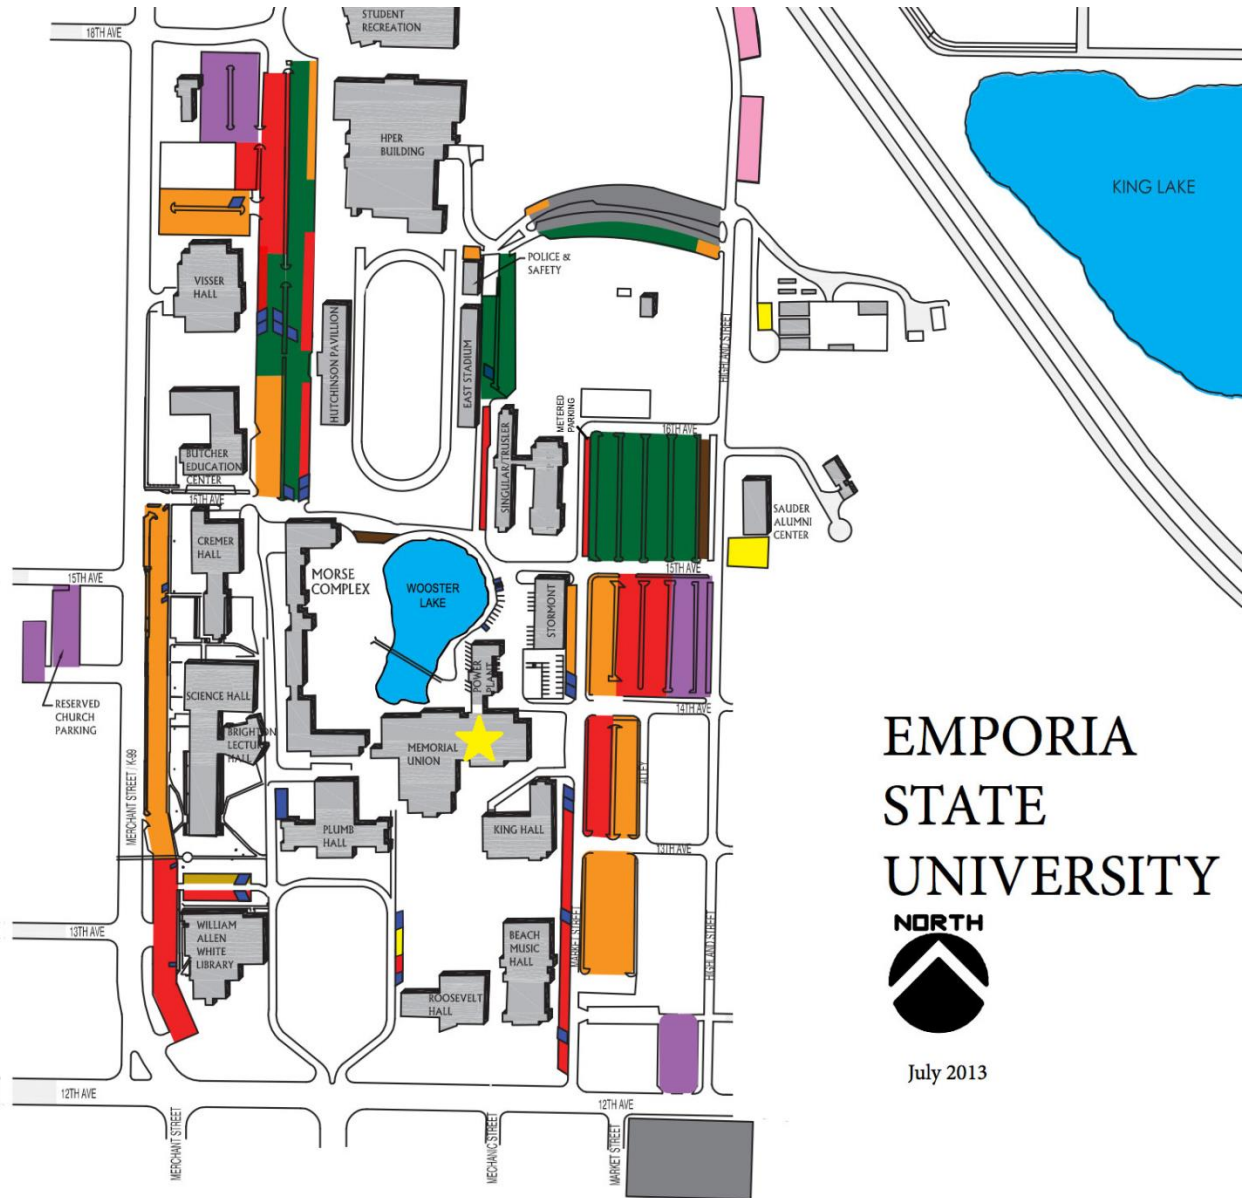 18TH AVE
STUDENT
RECREATION
HPER
BUILDING
KING LAKE
POLICE &
SAFETY
VISSER
HALL
HUTCHINSON PAVILLION
EAST STADIUM
HIGHLAND STREET
METERED
PARKING
16TH AVE
SINGULAR/TRUSLER
BUTCHER
EDUCATION
CENTER
15TH AVE
SAUDER
ALUMNI
CENTER
CREMER
HALL
MORSE
COMPLEX
WOOSTER
LAKE
15TH AVE
15TH AVE
STORMONT
POWER
PLANT
RESERVED
CHURCH
PARKING
SCIENCE HALL
BRIGHTON
LECTURE
HALL
14TH AVE
MEMORIAL
UNION
EMPORIA
STATE
UNIVERSITY
MERCHANT STREET / K-99
ALLEY
PLUMB
HALL
KING HALL
13TH AVE
NORTH
13TH AVE
WILLIAM
ALLEN
WHITE
LIBRARY
BEACH
MUSIC
HALL
MARKET STREET
HIGHLAND STREET
ROOSEVELT
HALL
July 2013
12TH AVE
12TH AVE
MERCHANT STREET
MECHANIC STREET
MARKET STREET